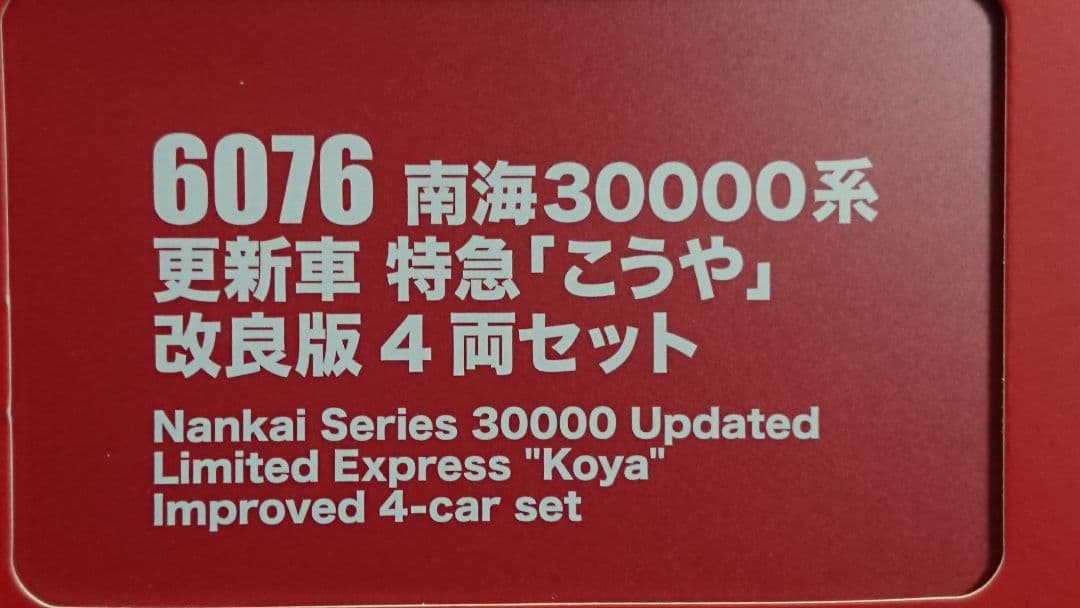 6076 南海30000系
更新車 特急「こうや」
改良版 4 両セット
Nankai Series 30000 Updated
Limited Express "Koya"
Improved 4-car set